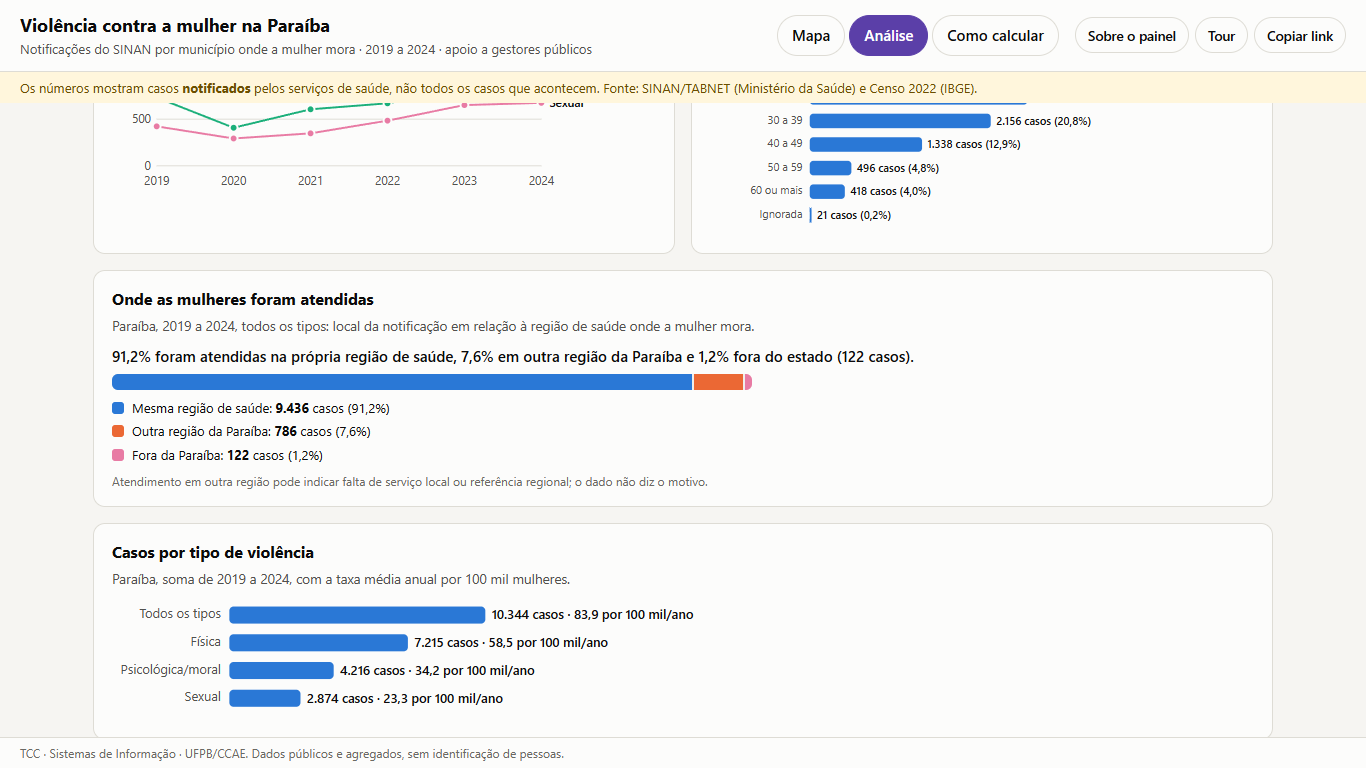 Violência contra a mulher na Paraíba
Notificações do SINAN por município onde a mulher mora · 2019 a 2024 · apoio a gestores públicos
Mapa
Análise
Como calcular
Sobre o painel
Tour
Copiar link
Os números mostram casos notificados pelos serviços de saúde, não todos os casos que acontecem. Fonte: SINAN/TABNET (Ministério da Saúde) e Censo 2022 (IBGE).
Sexual
500
0
2019 2020 2021 2022 2023 2024
30 a 39 2.156 casos (20,8%)
40 a 49 1.338 casos (12,9%)
50 a 59 496 casos (4,8%)
60 ou mais 418 casos (4,0%)
Ignorada 21 casos (0,2%)
Onde as mulheres foram atendidas
Paraíba, 2019 a 2024, todos os tipos: local da notificação em relação à região de saúde onde a mulher mora.
91,2% foram atendidas na própria região de saúde, 7,6% em outra região da Paraíba e 1,2% fora do estado (122 casos).
Mesma região de saúde: 9.436 casos (91,2%)
Outra região da Paraíba: 786 casos (7,6%)
Fora da Paraíba: 122 casos (1,2%)
Atendimento em outra região pode indicar falta de serviço local ou referência regional; o dado não diz o motivo.
Casos por tipo de violência
Paraíba, soma de 2019 a 2024, com a taxa média anual por 100 mil mulheres.
Todos os tipos 10.344 casos · 83,9 por 100 mil/ano
Física 7.215 casos · 58,5 por 100 mil/ano
Psicológica/moral 4.216 casos · 34,2 por 100 mil/ano
Sexual 2.874 casos · 23,3 por 100 mil/ano
TCC · Sistemas de Informação · UFPB/CCAE. Dados públicos e agregados, sem identificação de pessoas.